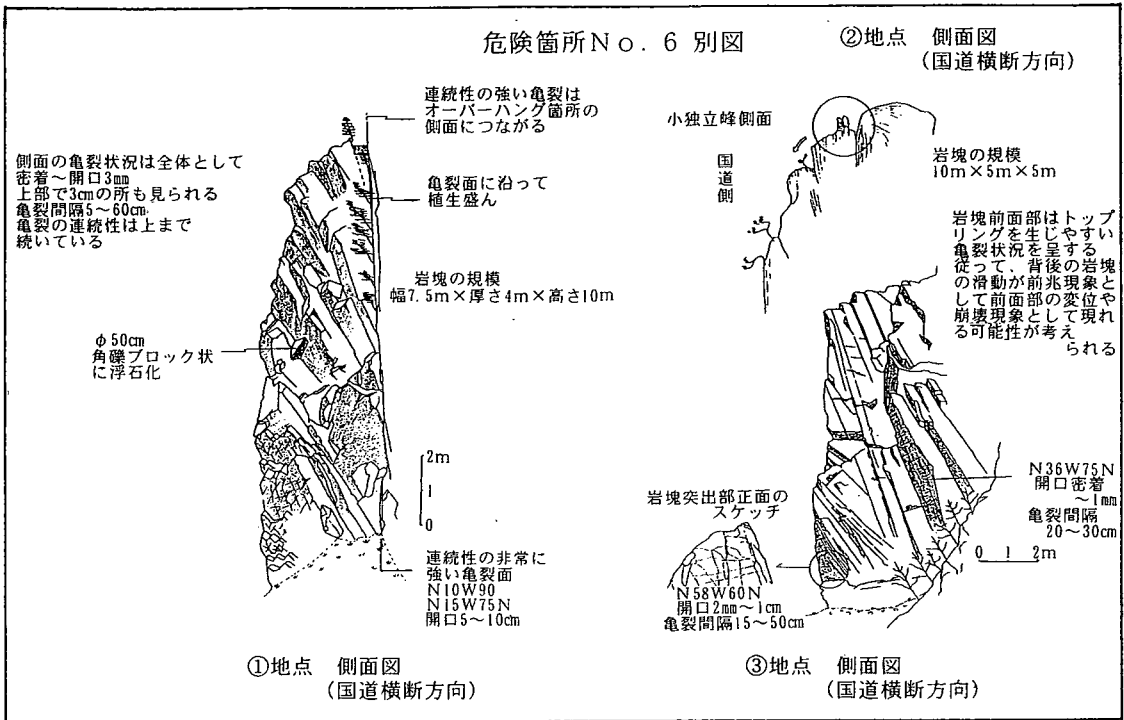 危険箇所No. 6 別図
②地点 側面図
(国道横断方向)
連続性の強い亀裂は
オーバーハング箇所の
側面につながる
側面の亀裂状況は全体として
密着～開口3mm
上部で3cmの所も見られる
亀裂間隔5～60cm
亀裂の連続性は上まで
続いている
亀裂面に沿って
植生盛ん
岩塊の規模
幅7.5m×厚さ4m×高さ10m
φ50cm
角礫ブロック状
に浮石化
2m
1
0
連続性の非常に
強い亀裂面
N10W90
N15W75N
開口5～10cm
①地点 側面図
(国道横断方向)
小独立峰側面
国道側
岩塊の規模
10m×5m×5m
岩塊前面部はトップ
リングを生じやすい
亀裂状況を呈する
従って、背後の岩塊
の滑動が前兆現象と
して前面部の変位や
崩壊現象として現れ
る可能性が考え
られる
N36W75N
開口密着
～1mm
亀裂間隔
20～30cm
0 1 2m
岩塊突出部正面の
スケッチ
N58W60N
開口2mm～1cm
亀裂間隔15～50cm
③地点 側面図
(国道横断方向)